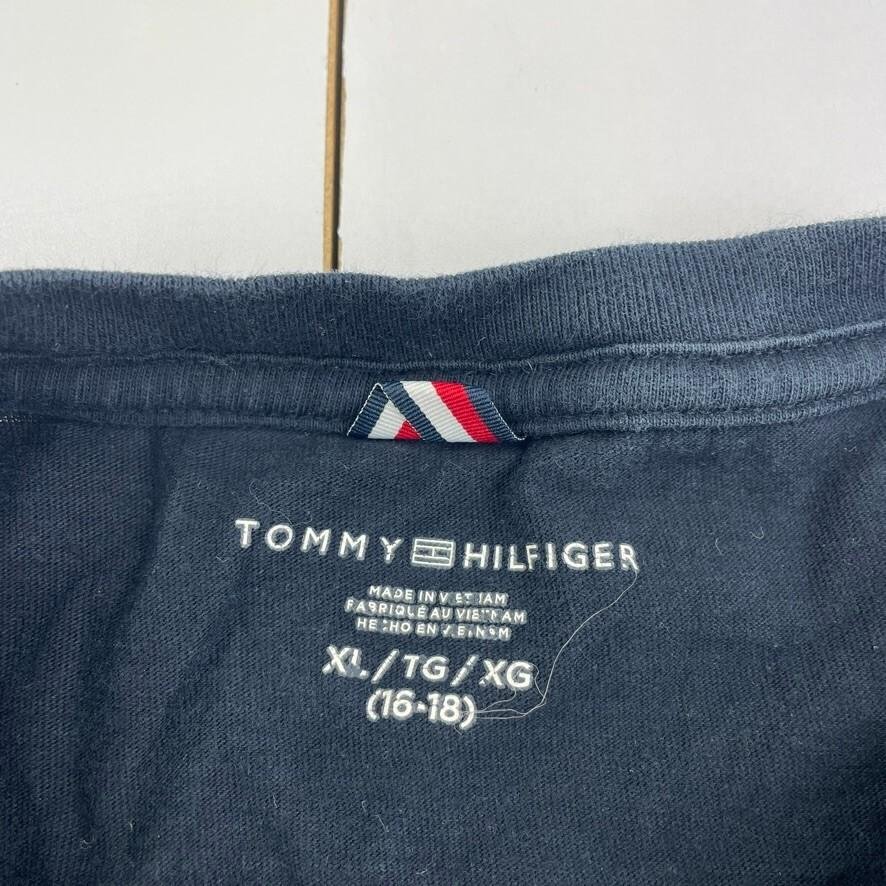 TOMMY HILFIGER
MADE IN VIETNAM
FABRIQUÉ AU VIETNAM
HECHO EN VIETNAM
XL / TG / XG
(16-18)